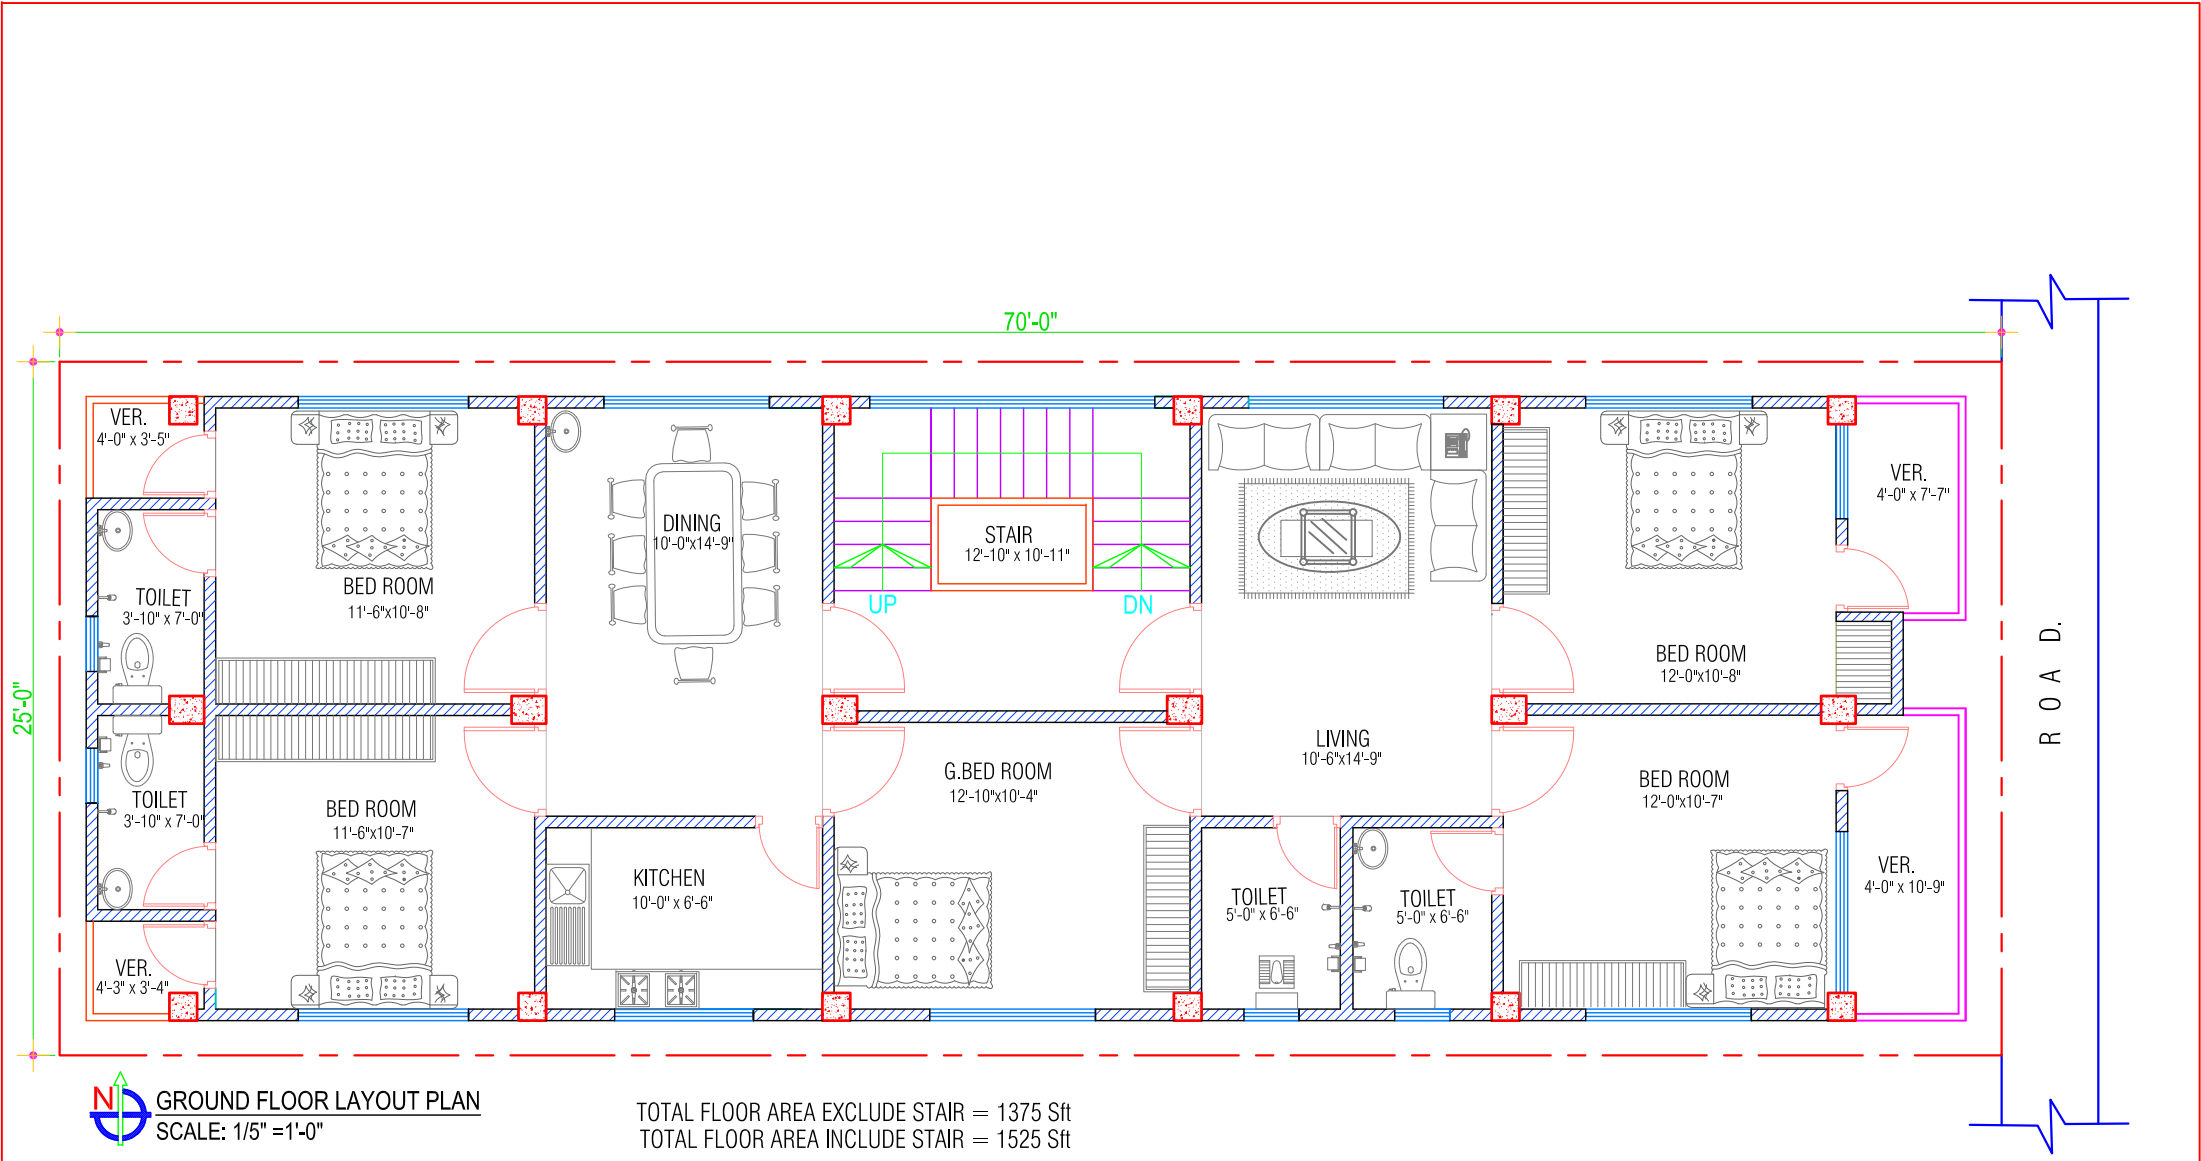 70'-0"
25'-0"
VER.
4'-0" x 3'-5"
TOILET
3'-10" x 7'-0"
BED ROOM
11'-6"x10'-8"
DINING
10'-0"x14'-9"
STAIR
12'-10" x 10'-11"
UP
DN
BED ROOM
12'-0"x10'-8"
VER.
4'-0" x 7'-7"
ROAD.
TOILET
3'-10" x 7'-0"
BED ROOM
11'-6"x10'-7"
G.BED ROOM
12'-10"x10'-4"
LIVING
10'-6"x14'-9"
BED ROOM
12'-0"x10'-7"
VER.
4'-0" x 10'-9"
KITCHEN
10'-0" x 6'-6"
TOILET
5'-0" x 6'-6"
TOILET
5'-0" x 6'-6"
VER.
4'-3" x 3'-4"
N
GROUND FLOOR LAYOUT PLAN
SCALE: 1/5" =1'-0"
TOTAL FLOOR AREA EXCLUDE STAIR = 1375 Sft
TOTAL FLOOR AREA INCLUDE STAIR = 1525 Sft